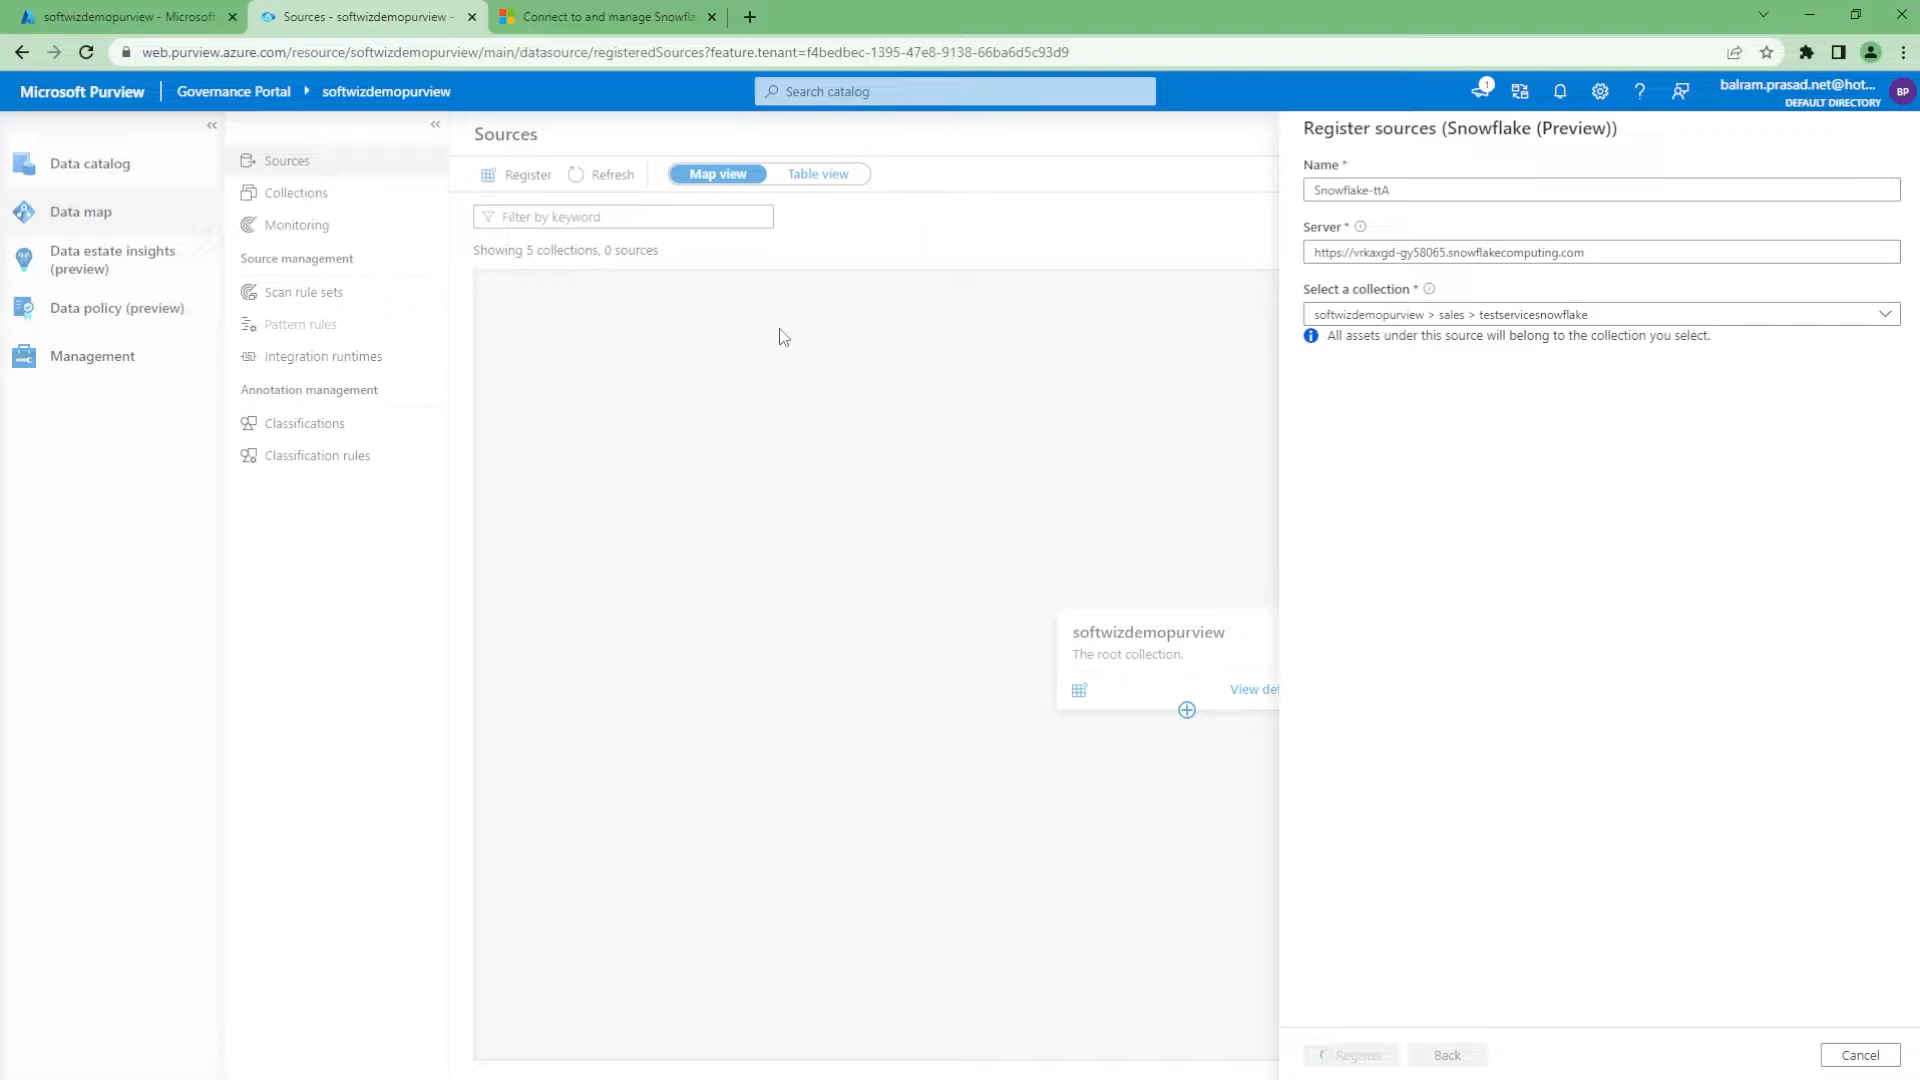 softwizdemopurview - Microsoft
Sources - softwizdemopurview -
Connect to and manage Snowfla
web.purview.azure.com/resource/softwizdemopurview/main/datasource/registeredSources?feature.tenant=f4bedbec-1395-47e8-9138-66ba6d5c93d9
Microsoft Purview
Governance Portal
softwizdemopurview
Search catalog
1
balram.prasad.net@hot...
DEFAULT DIRECTORY
BP
Data catalog
Data map
Data estate insights
(preview)
Data policy (preview)
Management
Sources
Collections
Monitoring
Source management
Scan rule sets
Pattern rules
Integration runtimes
Annotation management
Classifications
Classification rules
Sources
Register
Refresh
Map view
Table view
Filter by keyword
Showing 5 collections, 0 sources
softwizdemopurview
The root collection.
View det
Register sources (Snowflake (Preview))
Name *
Snowflake-ttA
Server *
https://vrkaxgd-gy58065.snowflakecomputing.com
Select a collection *
softwizdemopurview > sales > testservicesnowflake
All assets under this source will belong to the collection you select.
Register
Back
Cancel